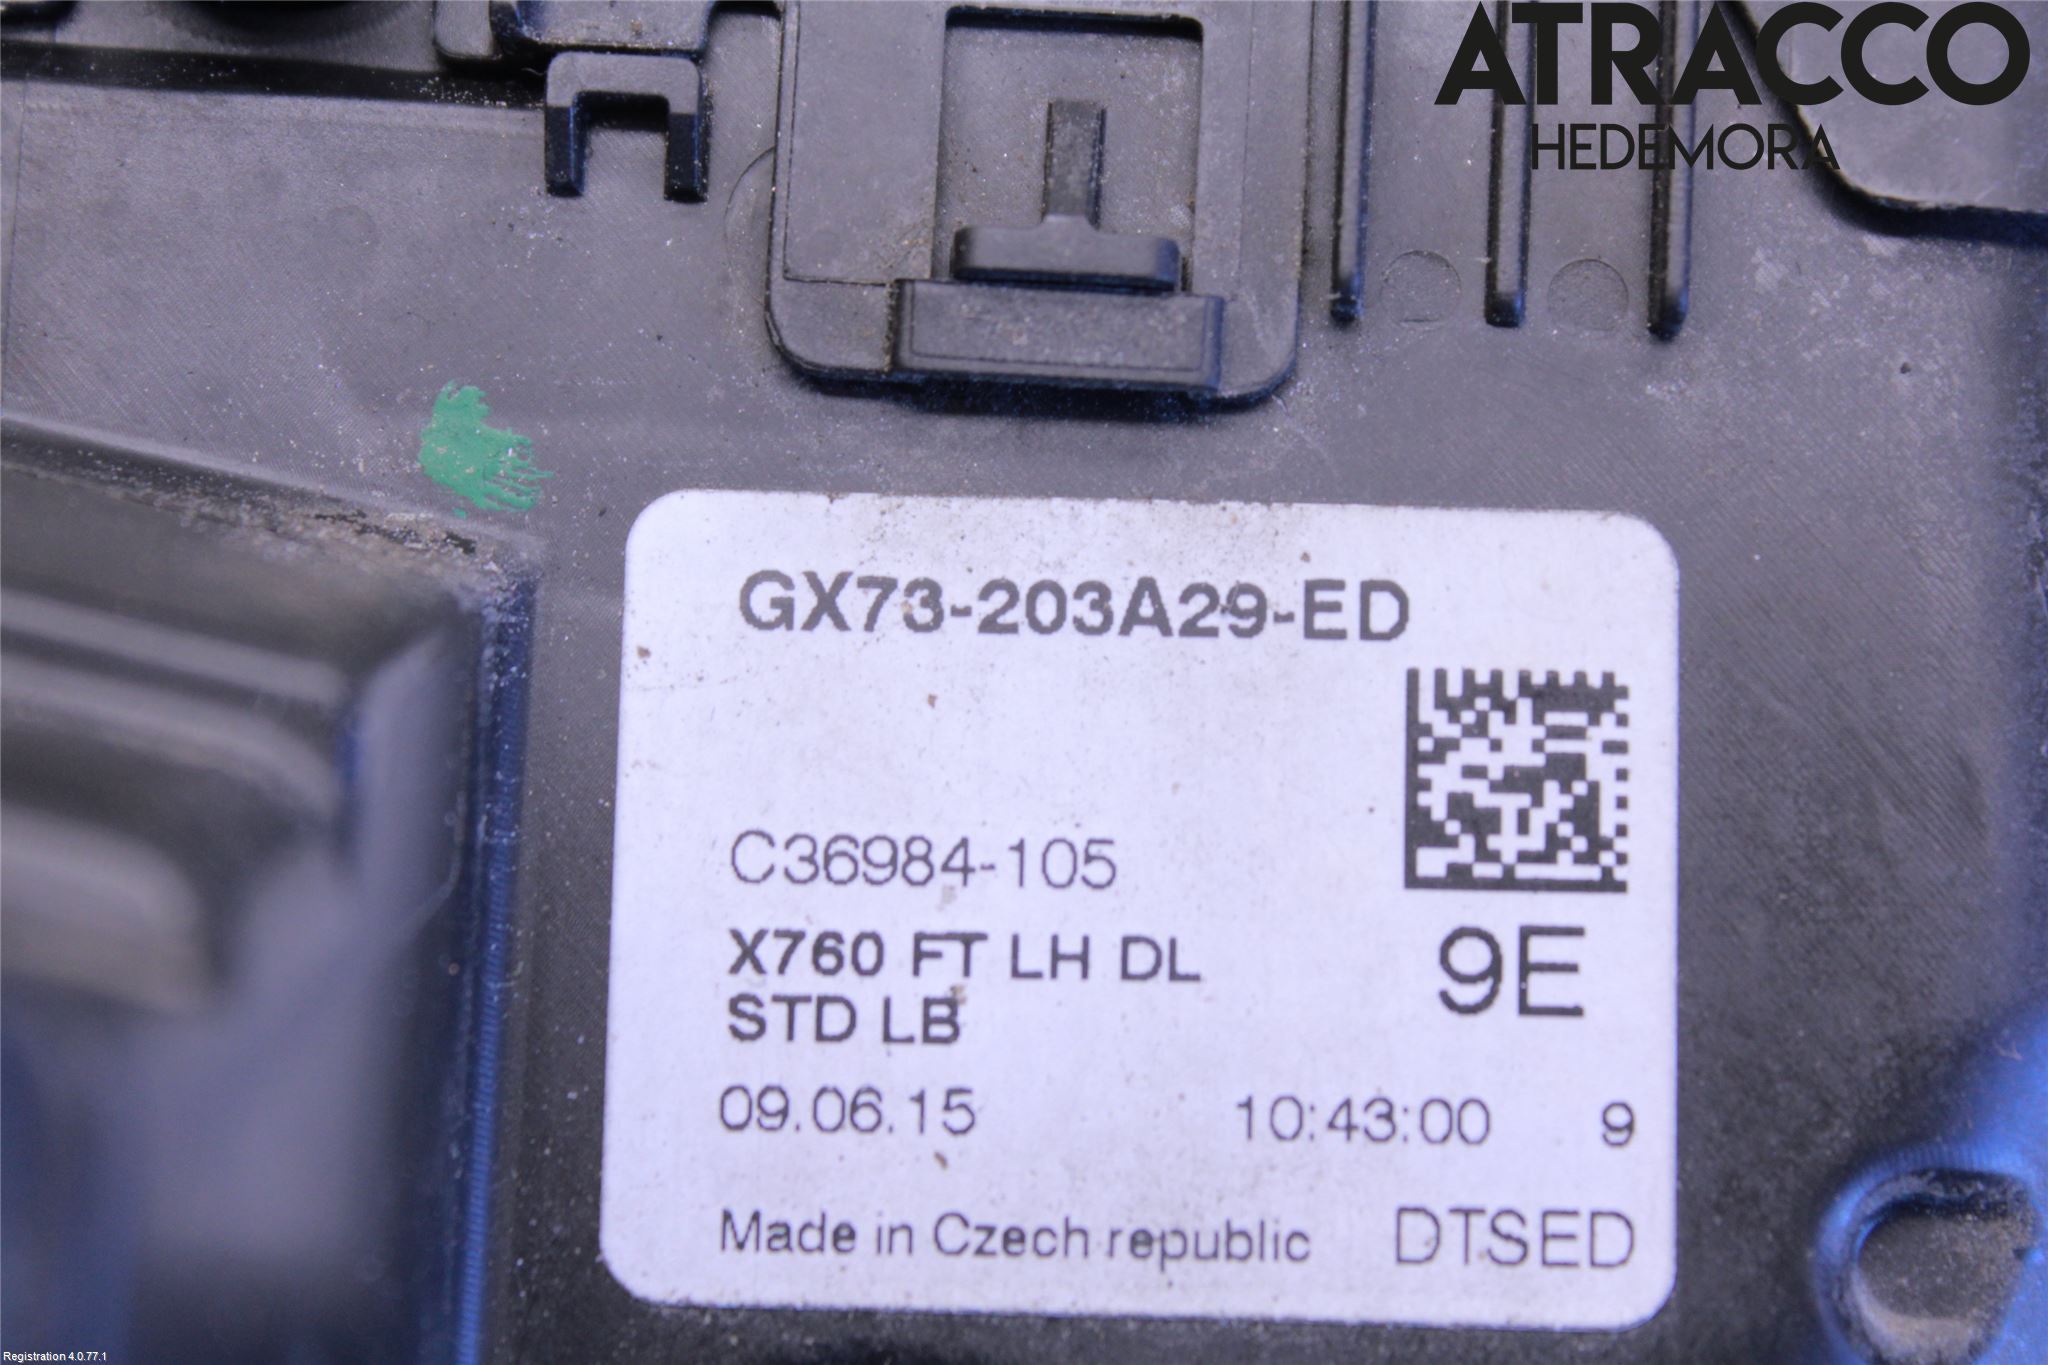 ATRACCO
HEDEMORA
GX73-203A29-ED
C36984-105
X760 FT LH DL
STD LB
9E
09.06.15 10:43:00 9
Made in Czech republic DTSED
Registration 4.0.77.1